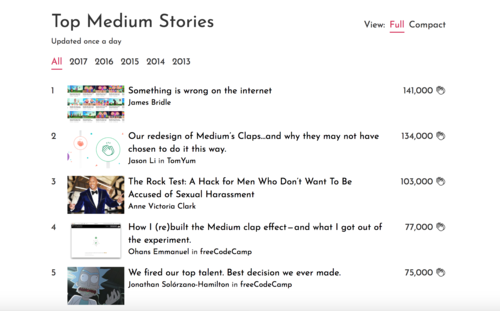 Top Medium Stories
View: Full Compact
Updated once a day
All 2017 2016 2015 2014 2013
1 Something is wrong on the internet 141,000
James Bridle
2 Our redesign of Medium's Claps…and why they may not have 134,000
chosen to do it this way.
Jason Li in TomYum
3 The Rock Test: A Hack for Men Who Don't Want To Be 103,000
Accused of Sexual Harassment
Anne Victoria Clark
4 How I (re)built the Medium clap effect—and what I got out of 77,000
the experiment.
Ohans Emmanuel in freeCodeCamp
5 We fired our top talent. Best decision we ever made. 75,000
Jonathan Solórzano-Hamilton in freeCodeCamp